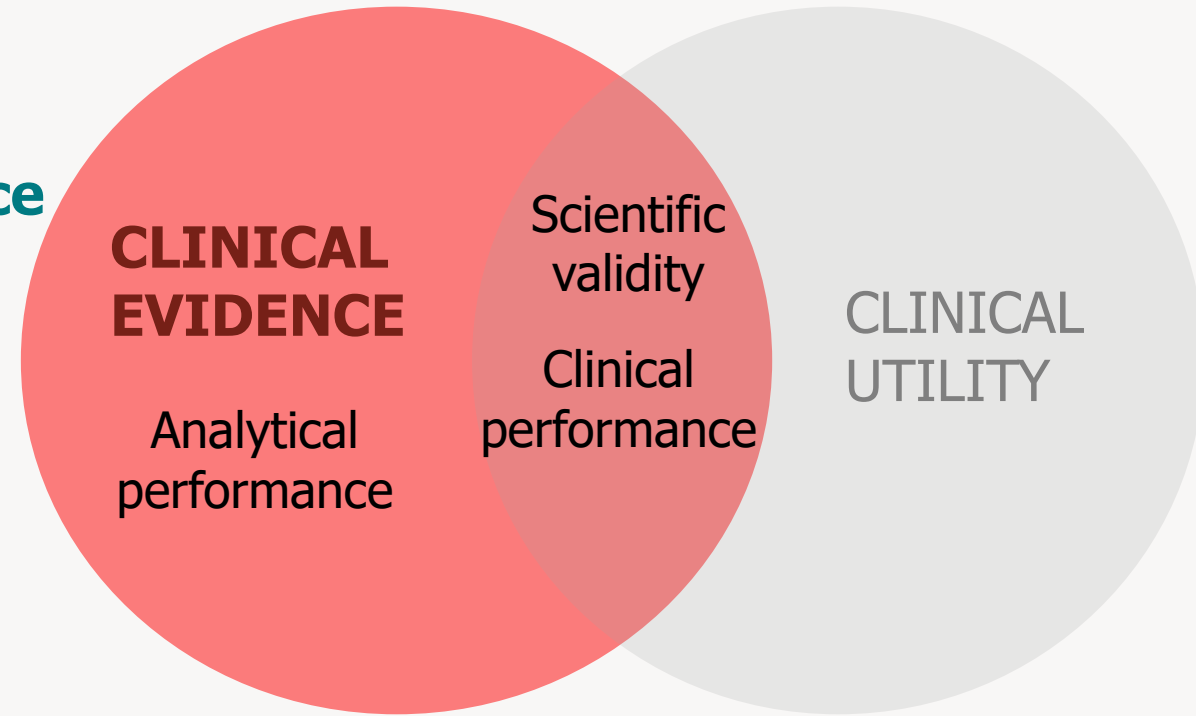 ce
CLINICAL
EVIDENCE
Analytical
performance
Scientific
validity
Clinical
performance
CLINICAL
UTILITY